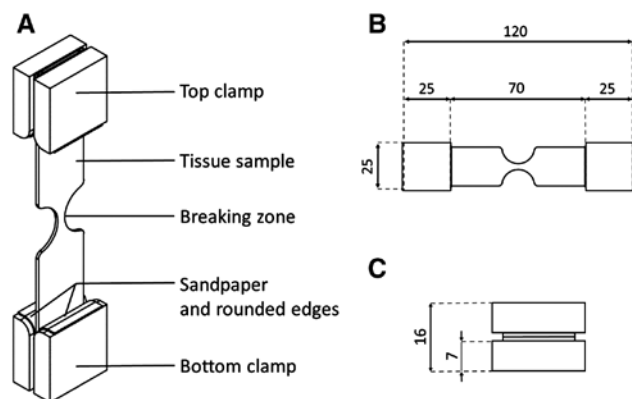 A
Top clamp
Tissue sample
Breaking zone
Sandpaper
and rounded edges
Bottom clamp
B
120
25
70
25
25
C
16
7